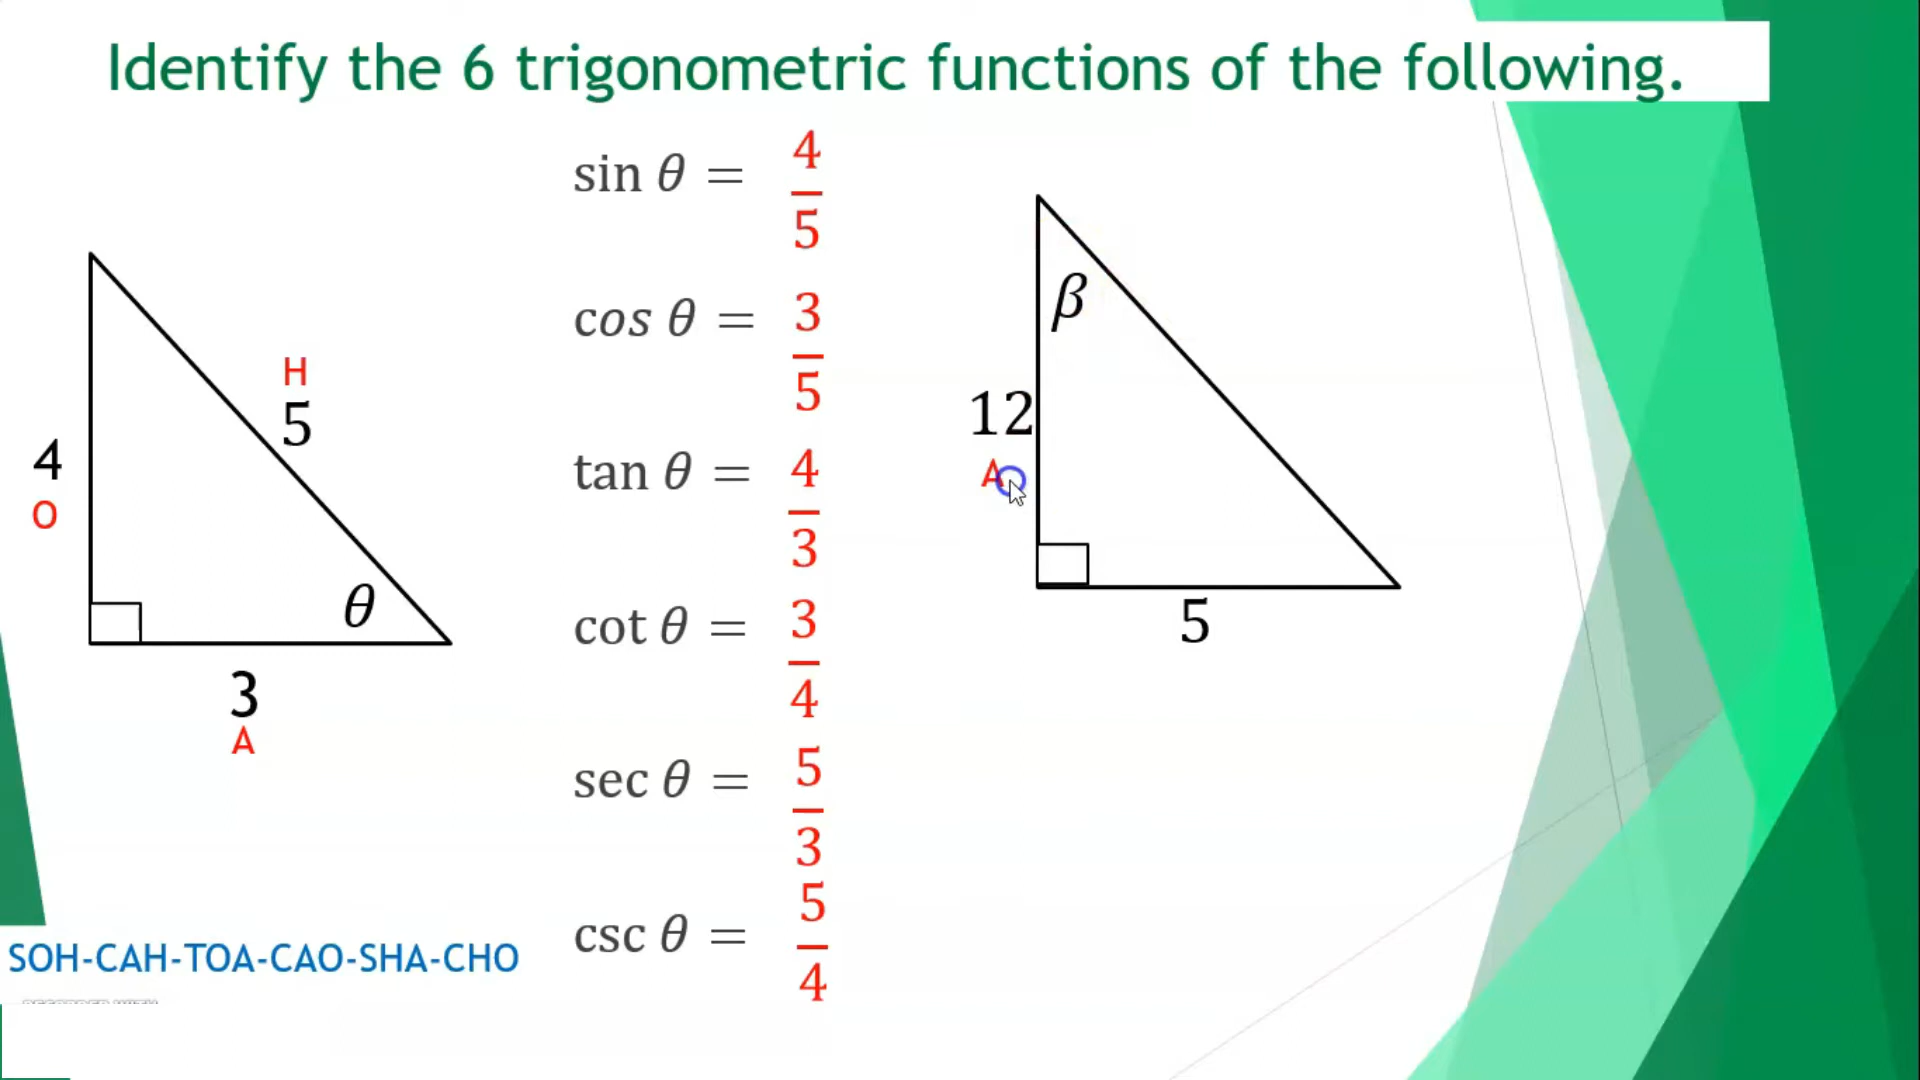 Identify the 6 trigonometric functions of the following.
4
O
H
5
θ
3
A
sin θ = 4/5
cos θ = 3/5
tan θ = 4/3
cot θ = 3/4
sec θ = 5/3
csc θ = 5/4
β
12
A
5
SOH-CAH-TOA-CAO-SHA-CHO